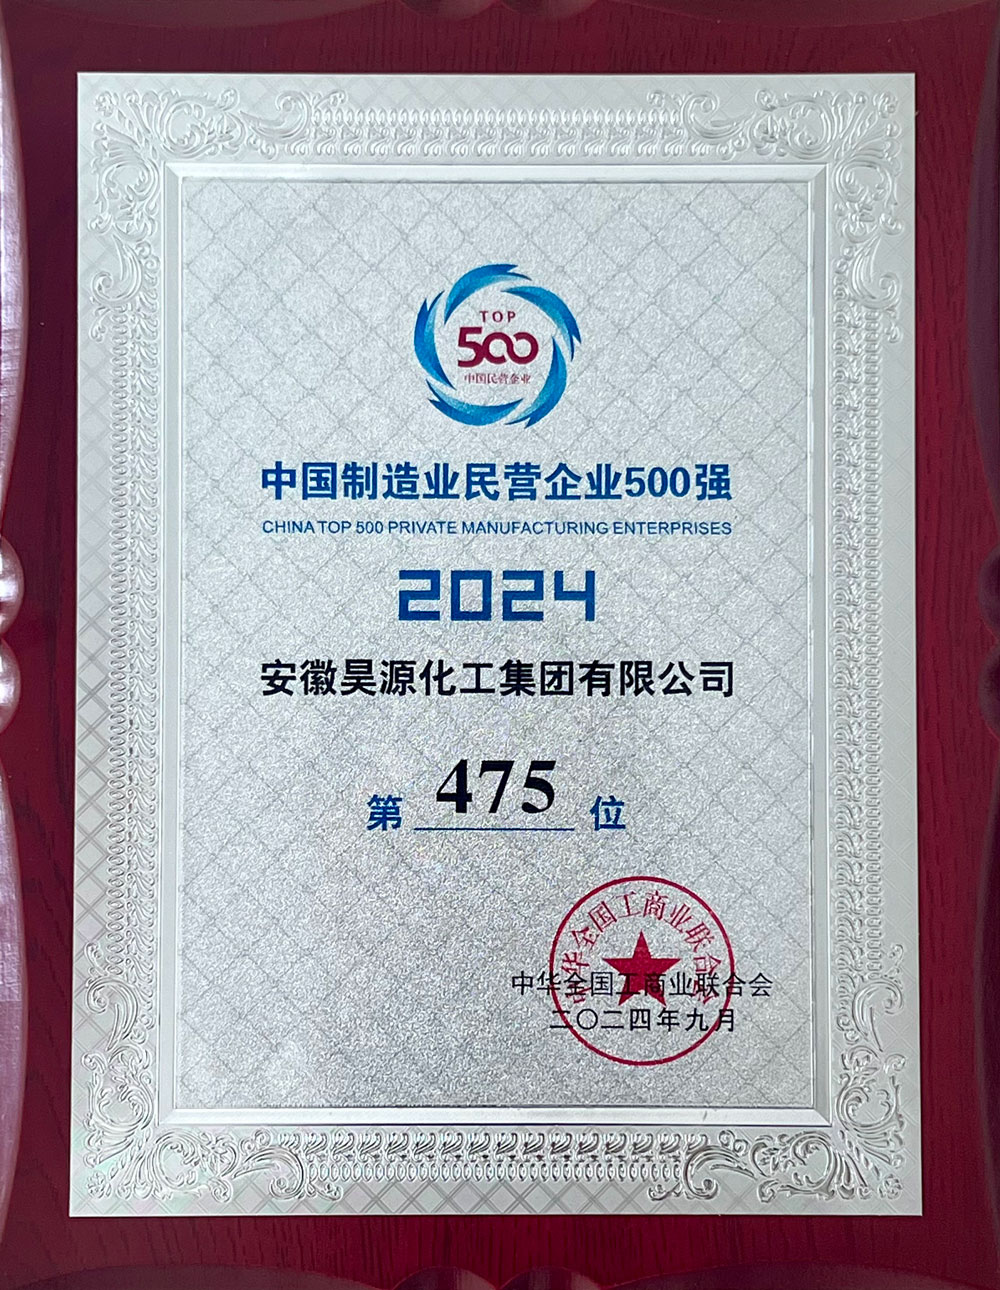 TOP
500
中国民营企业
中国制造业民营企业500强
CHINA TOP 500 PRIVATE MANUFACTURING ENTERPRISES
2024
安徽昊源化工集团有限公司
第 475 位
中华全国工商业联合会
中华全国工商业联合会
二〇二四年九月